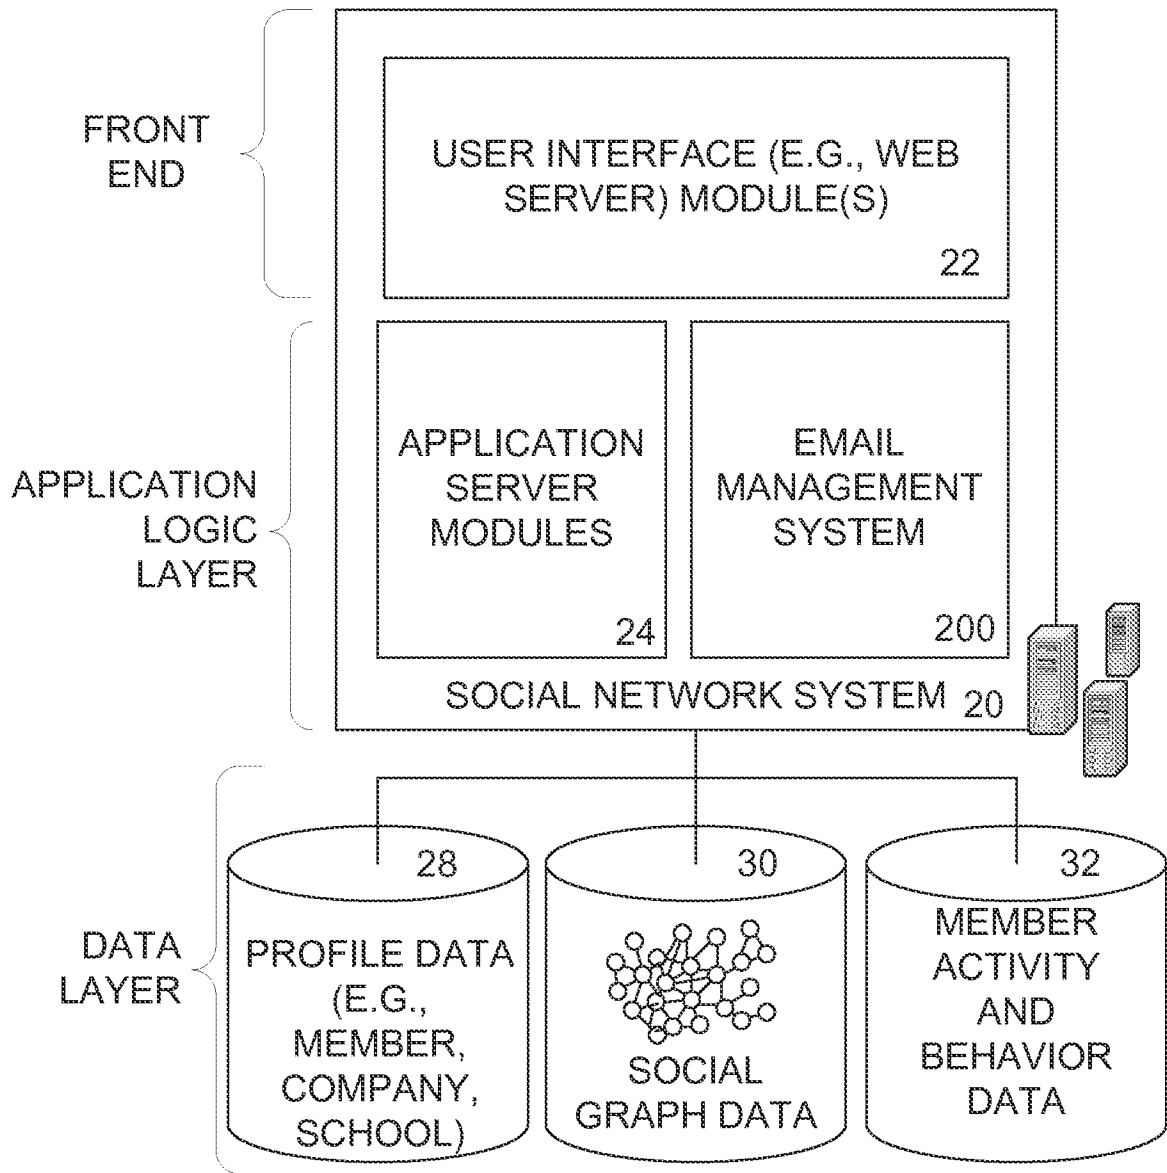 FRONT
END
USER INTERFACE (E.G., WEB
SERVER) MODULE(S)
22
APPLICATION
LOGIC
LAYER
APPLICATION
SERVER
MODULES
24
EMAIL
MANAGEMENT
SYSTEM
200
SOCIAL NETWORK SYSTEM 20
DATA
LAYER
28
PROFILE DATA
(E.G.,
MEMBER,
COMPANY,
SCHOOL)
30
SOCIAL
GRAPH DATA
32
MEMBER
ACTIVITY
AND
BEHAVIOR
DATA